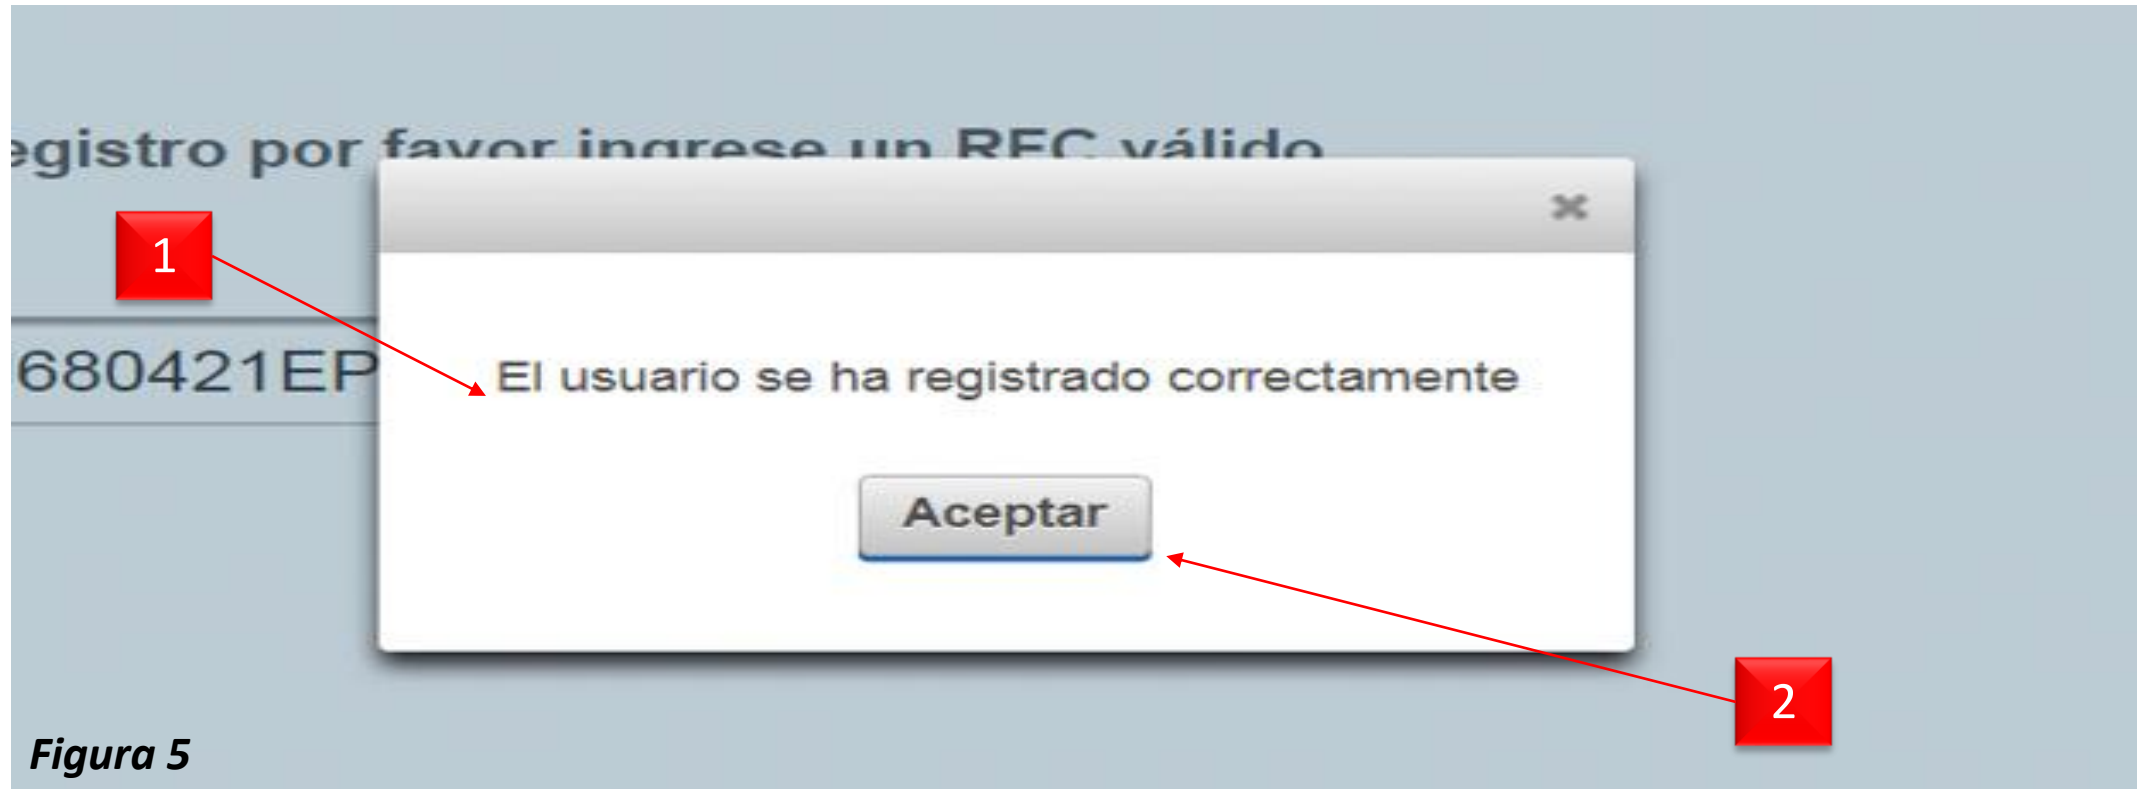 egistro por favor ingrese un RFC válido
1
680421EP
El usuario se ha registrado correctamente
Aceptar
2
Figura 5